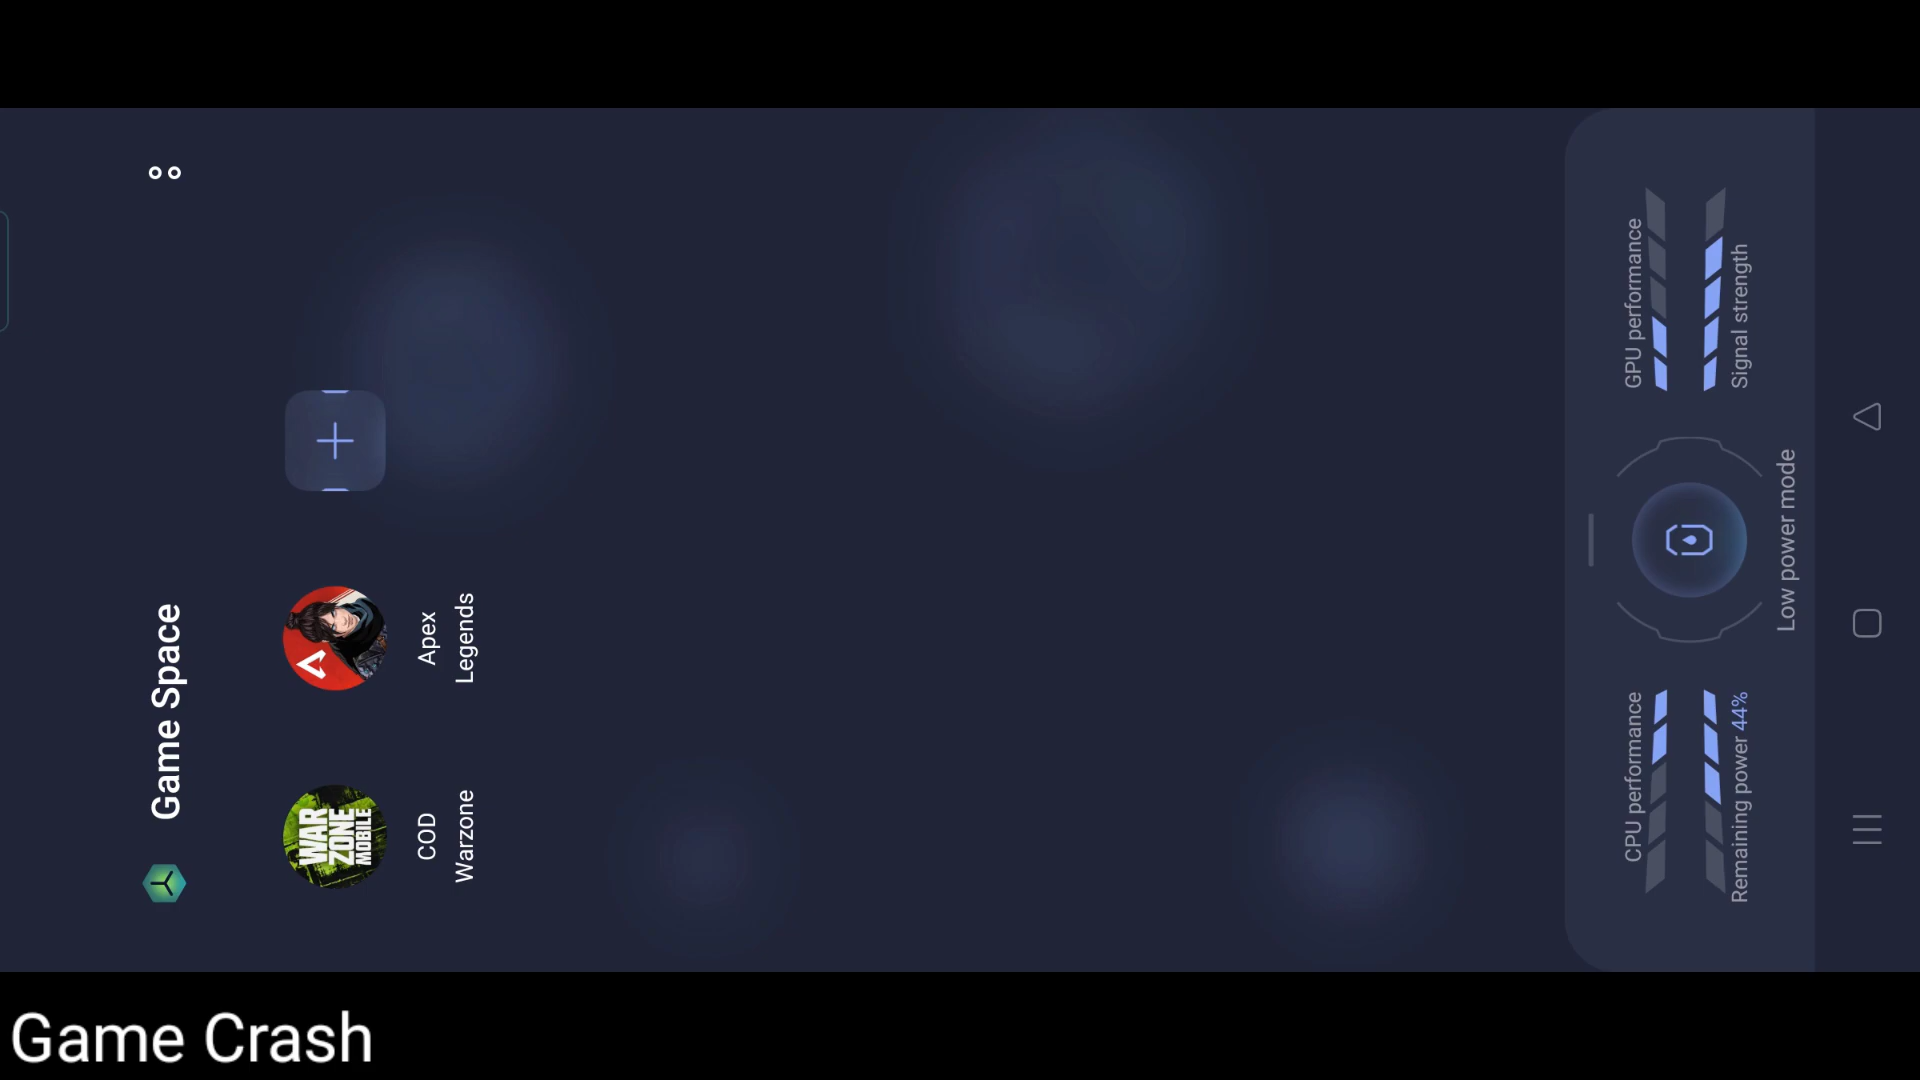 Game Space
WAR
ZONE
MOBILE
COD
Warzone
Apex
Legends
CPU performance
GPU performance
Remaining power 44%
Signal strength
Low power mode
Game Crash